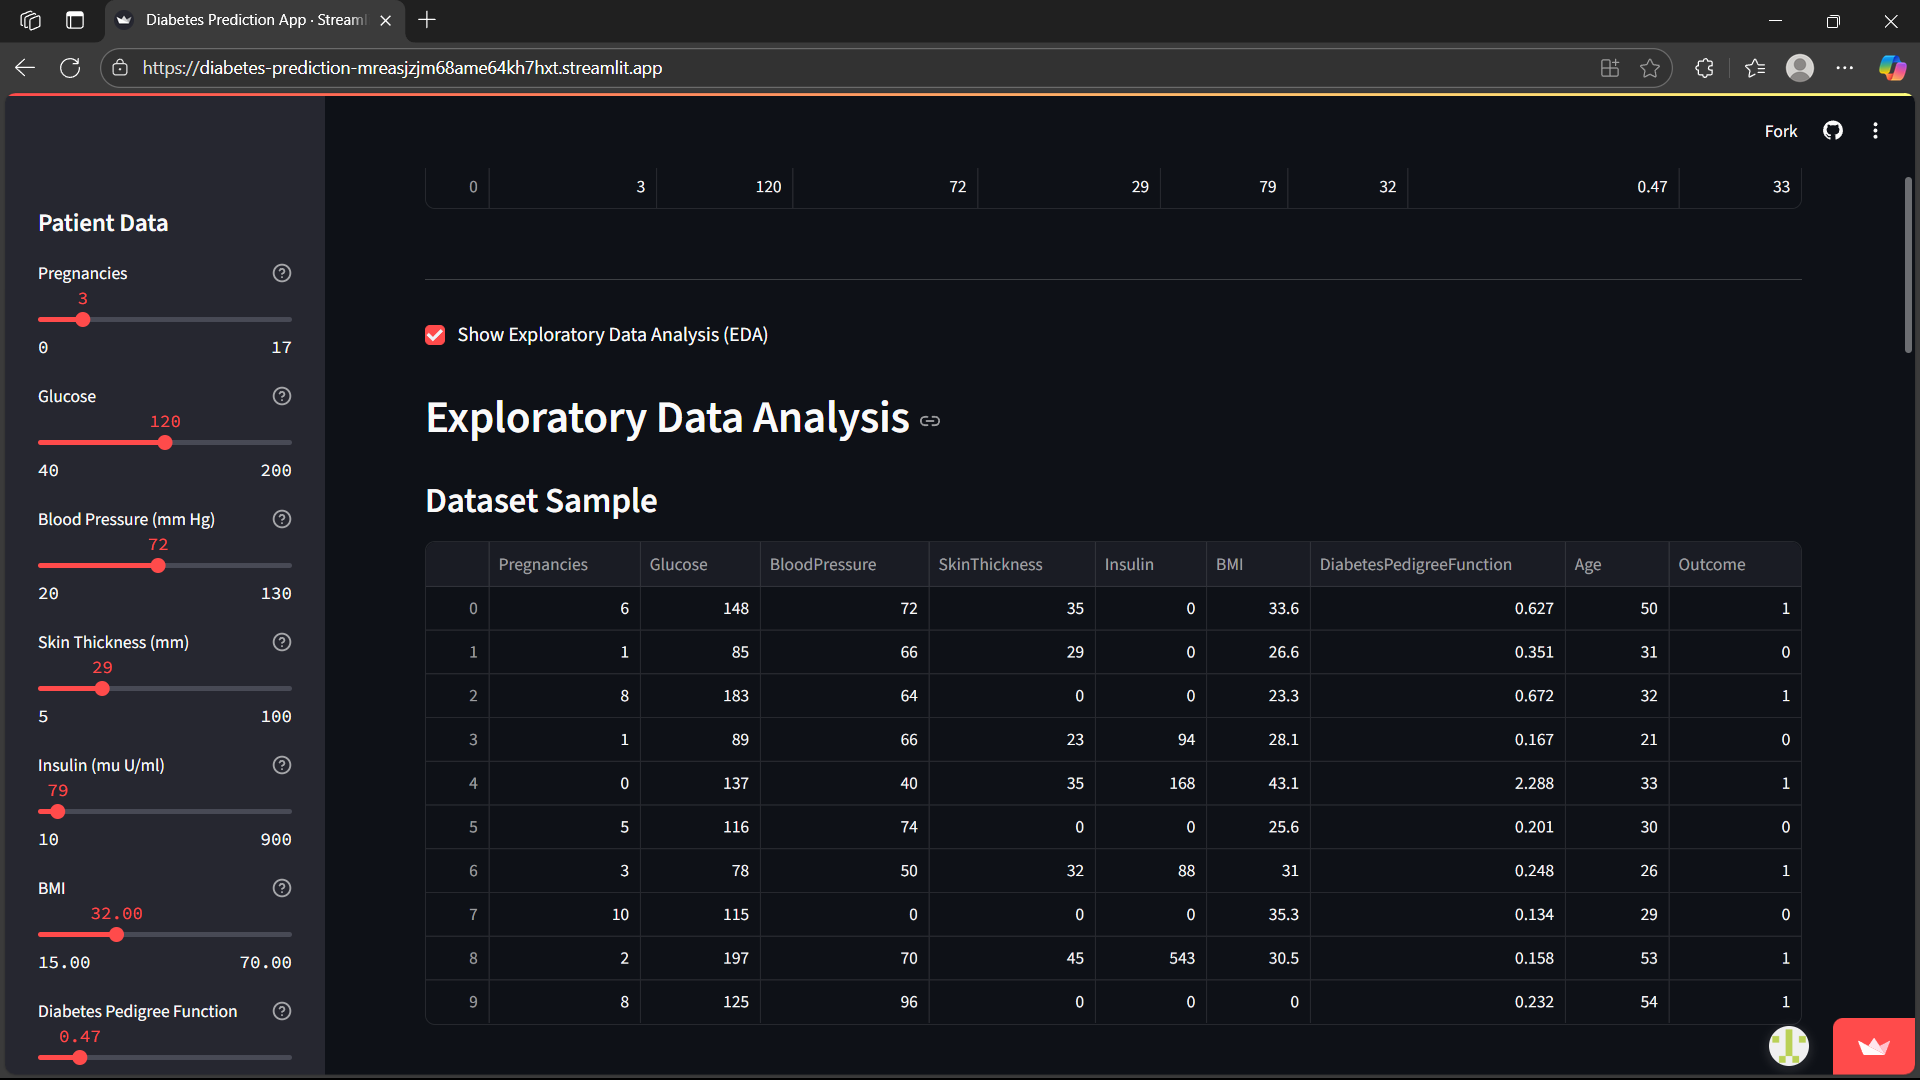 Diabetes Prediction App · Streaml
https://diabetes-prediction-mreasjzjm68ame64kh7hxt.streamlit.app
Fork
Patient Data
Pregnancies
3
0 17
Glucose
120
40 200
Blood Pressure (mm Hg)
72
20 130
Skin Thickness (mm)
29
5 100
Insulin (mu U/ml)
79
10 900
BMI
32.00
15.00 70.00
Diabetes Pedigree Function
0.47
0 3 120 72 29 79 32 0.47 33
Show Exploratory Data Analysis (EDA)
Exploratory Data Analysis
Dataset Sample
Pregnancies Glucose BloodPressure SkinThickness Insulin BMI DiabetesPedigreeFunction Age Outcome
0 6 148 72 35 0 33.6 0.627 50 1
1 1 85 66 29 0 26.6 0.351 31 0
2 8 183 64 0 0 23.3 0.672 32 1
3 1 89 66 23 94 28.1 0.167 21 0
4 0 137 40 35 168 43.1 2.288 33 1
5 5 116 74 0 0 25.6 0.201 30 0
6 3 78 50 32 88 31 0.248 26 1
7 10 115 0 0 0 35.3 0.134 29 0
8 2 197 70 45 543 30.5 0.158 53 1
9 8 125 96 0 0 0 0.232 54 1